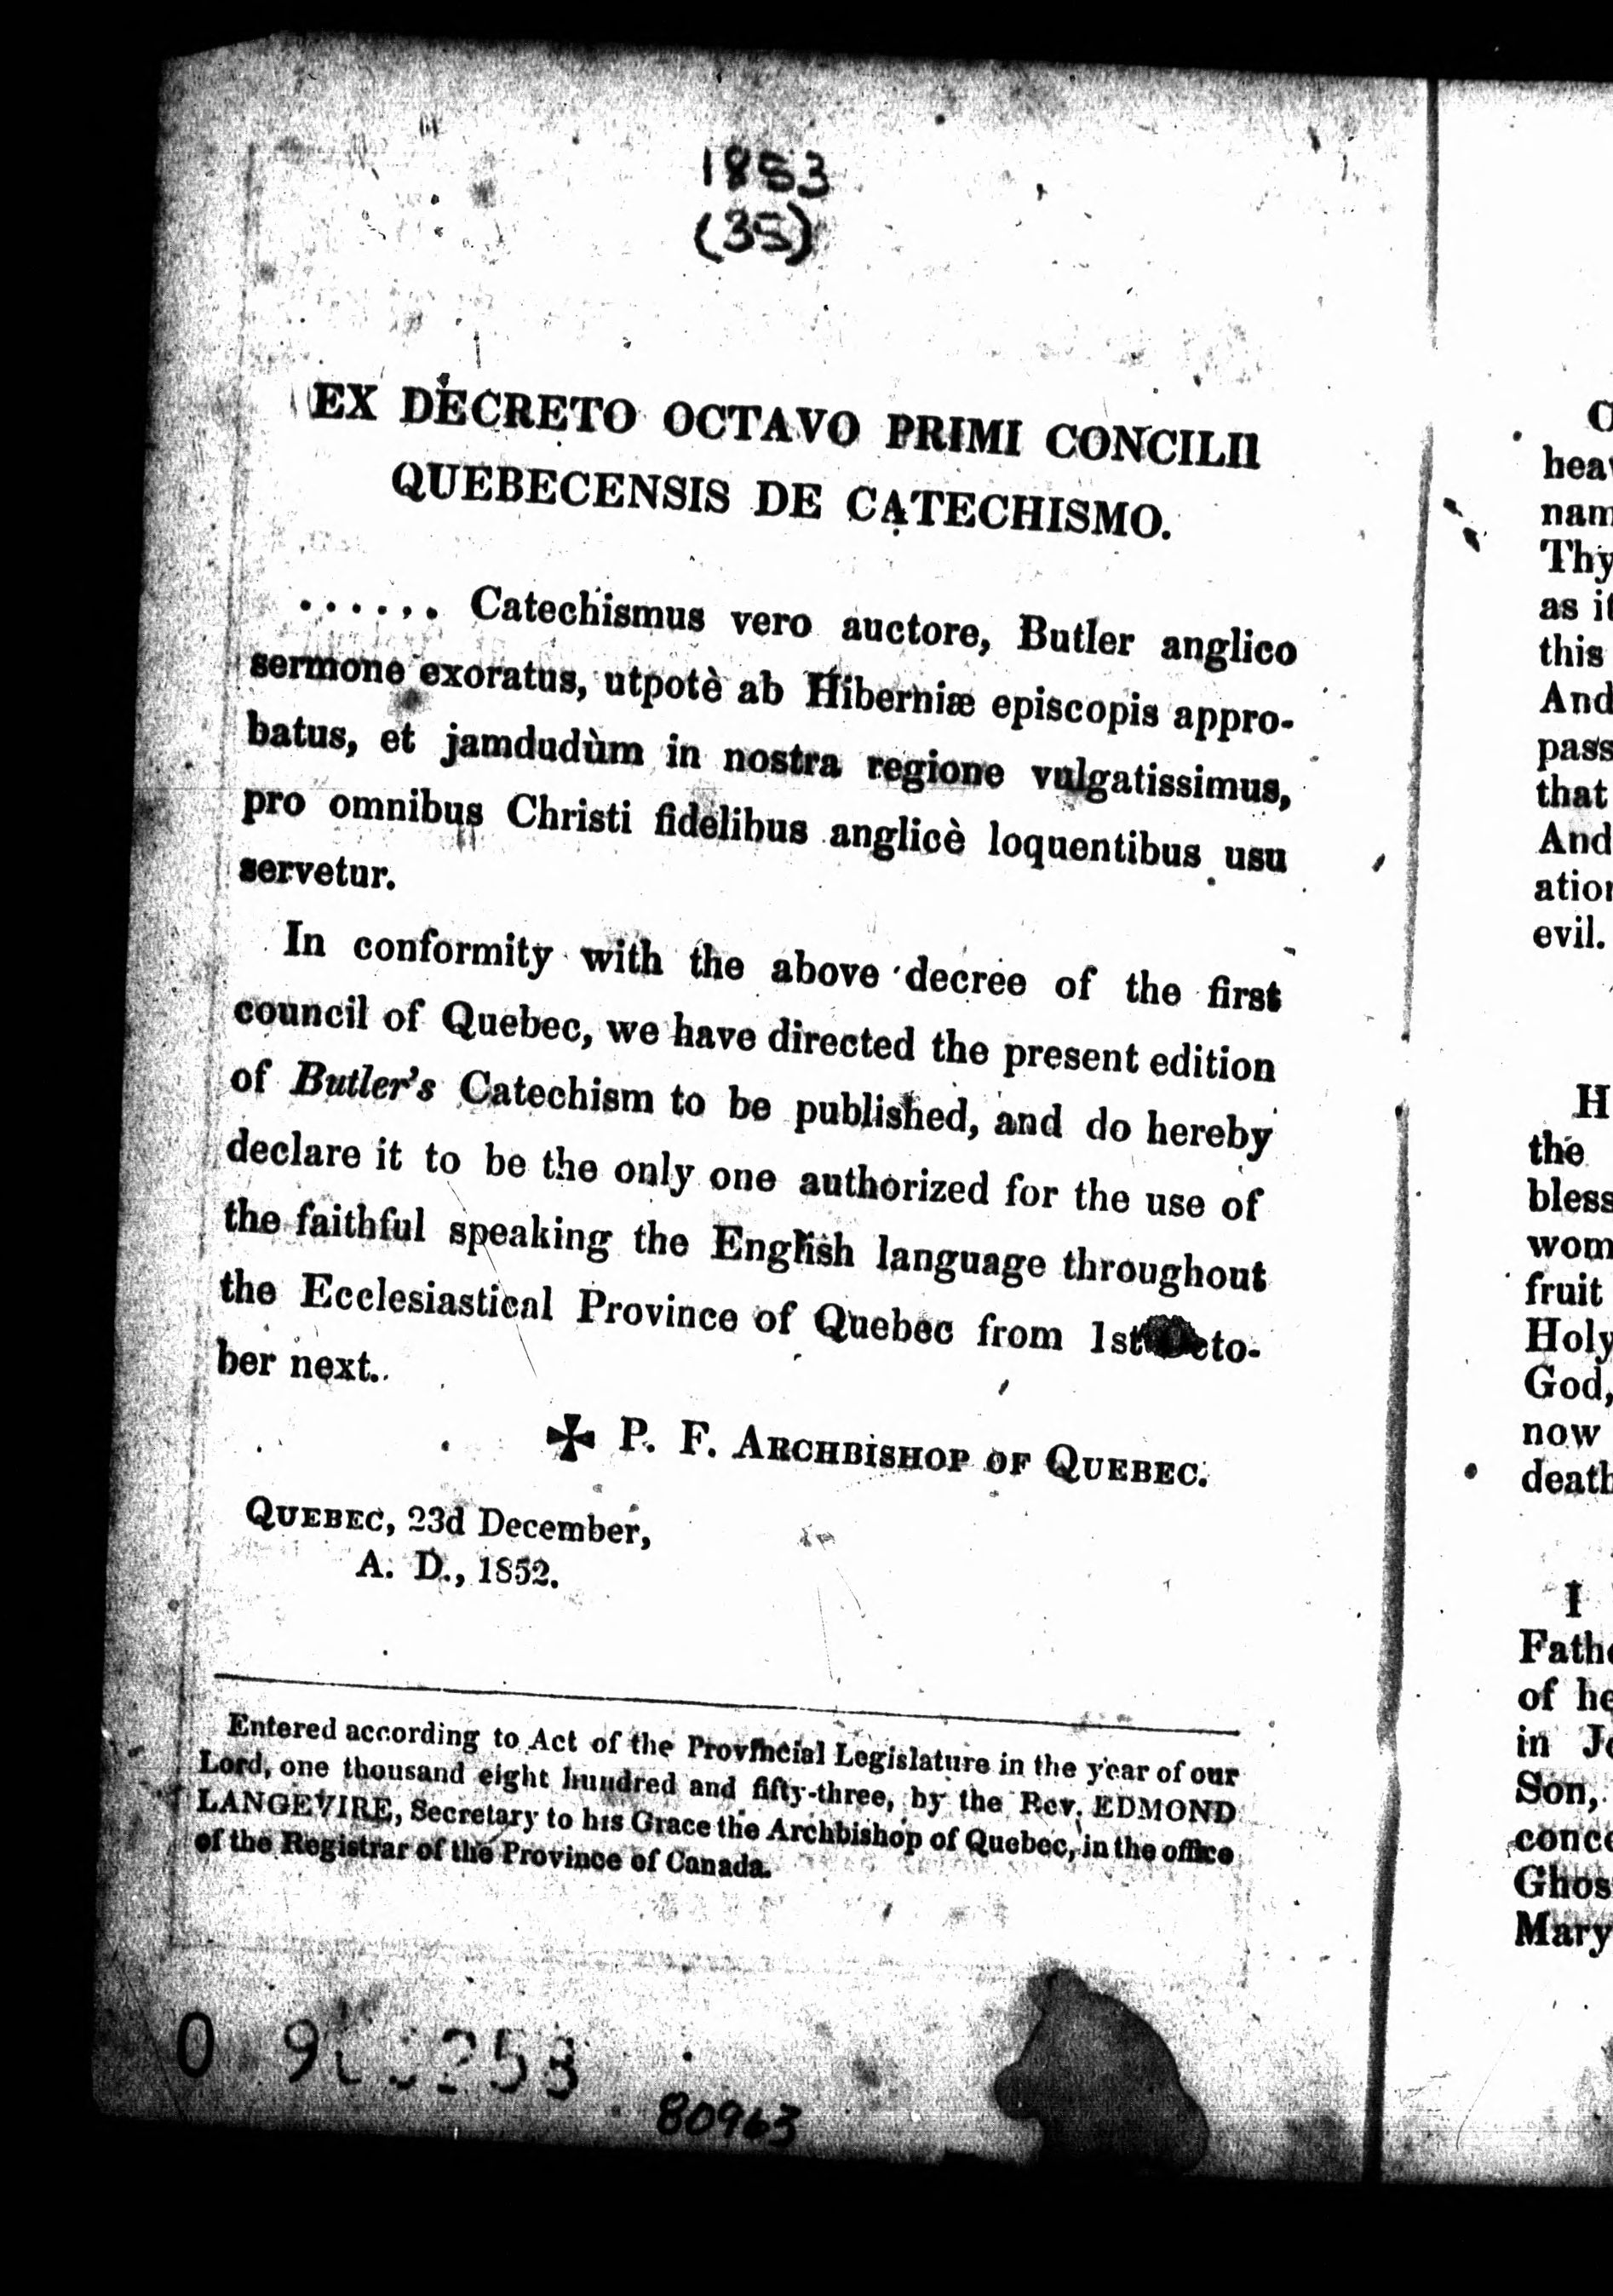 1853
(35)
EX DECRETO OCTAVO PRIMI CONCILII
QUEBECENSIS DE CATECHISMO.
...... Catechismus vero auctore, Butler anglico
sermone exoratus, utpotè ab Hiberniæ episcopis appro-
batus, et jamdudùm in nostra regione vulgatissimus,
pro omnibus Christi fidelibus anglicè loquentibus usu
servetur.
In conformity with the above decree of the first
council of Quebec, we have directed the present edition
of Butler's Catechism to be published, and do hereby
declare it to be the only one authorized for the use of
the faithful speaking the English language throughout
the Ecclesiastical Province of Quebec from 1st Octo-
ber next.
✠ P. F. ARCHBISHOP OF QUEBEC.
QUEBEC, 23d December,
A. D., 1852.
Entered according to Act of the Provincial Legislature in the year of our
Lord, one thousand eight hundred and fifty-three, by the Rev. EDMOND
LANGEVIRE, Secretary to his Grace the Archbishop of Quebec, in the office
of the Registrar of the Province of Canada.
80963
hea
nam
Thy
as it
this
And
pass
that
And
ation
evil.
H
the
bless
wom
fruit
Holy
God,
now
death
I
Fath
of he
in J
Son,
conce
Ghos
Mary